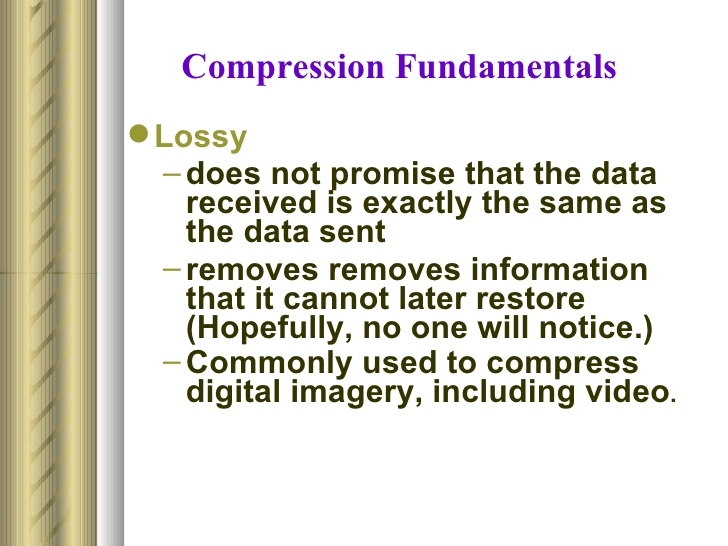 Compression Fundamentals
Lossy
– does not promise that the data
received is exactly the same as
the data sent
– removes removes information
that it cannot later restore
(Hopefully, no one will notice.)
– Commonly used to compress
digital imagery, including video.